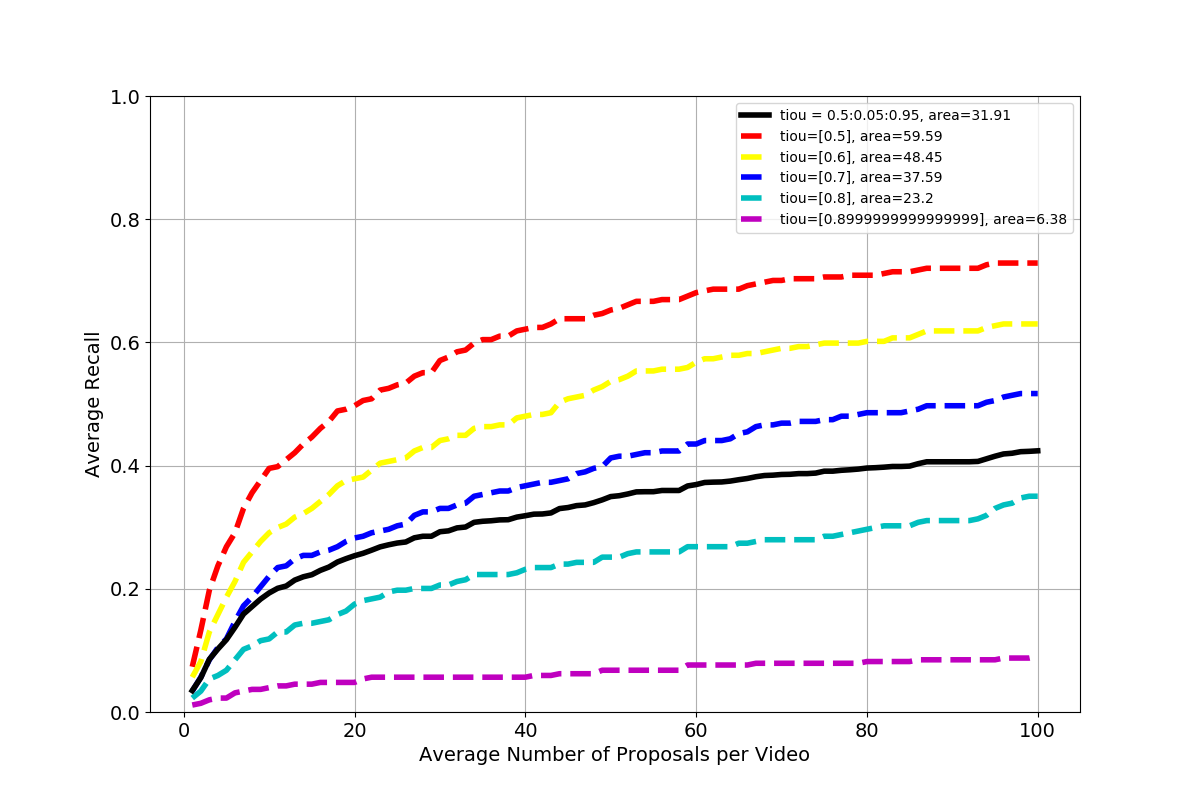 1.0
0.8
0.6
0.4
0.2
0.0
Average Recall
tiou = 0.5:0.05:0.95, area=31.91
tiou=[0.5], area=59.59
tiou=[0.6], area=48.45
tiou=[0.7], area=37.59
tiou=[0.8], area=23.2
tiou=[0.8999999999999999], area=6.38
0 20 40 60 80 100
Average Number of Proposals per Video